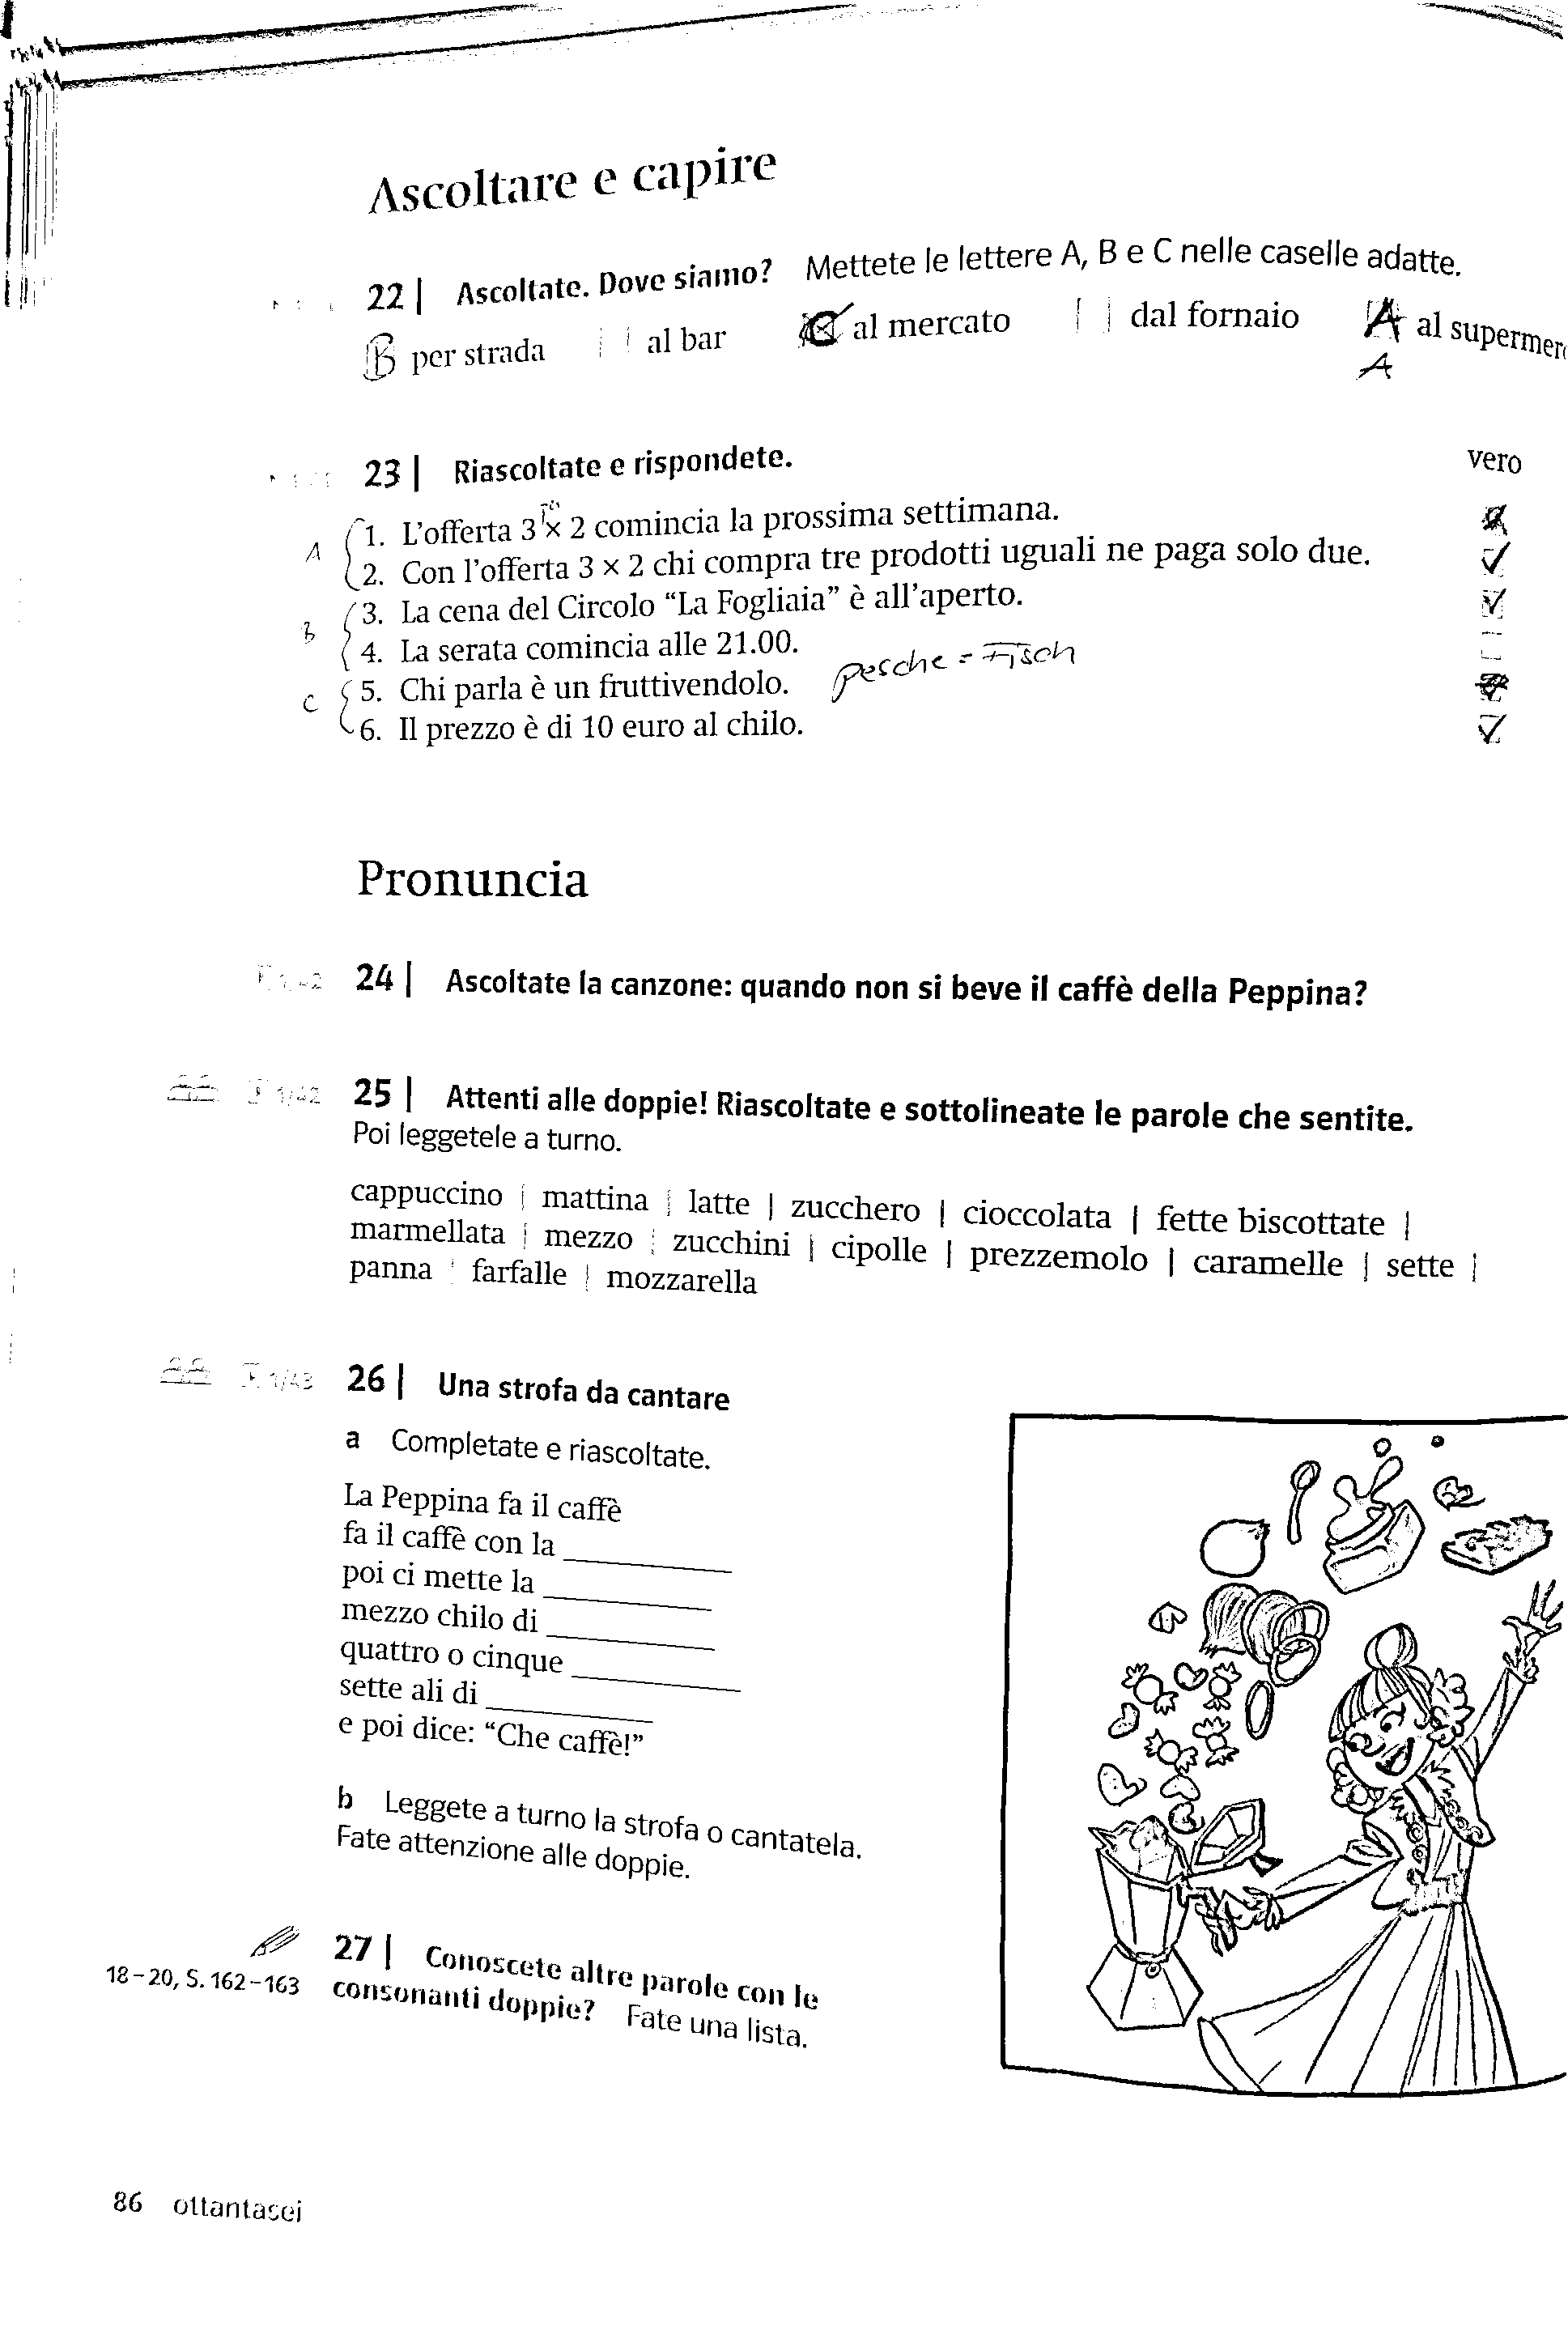 Ascoltare e capire
22 | Ascoltate. Dove siamo? Mettete le lettere A, B e C nelle caselle adatte.
B per strada al bar C al mercato dal fornaio A al supermer
A
23 | Riascoltate e rispondete. vero
A 1. L'offerta 3 × 2 comincia la prossima settimana.
2. Con l'offerta 3 × 2 chi compra tre prodotti uguali ne paga solo due.
B 3. La cena del Circolo “La Fogliaia” è all'aperto.
4. La serata comincia alle 21.00.
pesche = Fisch
C 5. Chi parla è un fruttivendolo.
6. Il prezzo è di 10 euro al chilo.
Pronuncia
24 | Ascoltate la canzone: quando non si beve il caffè della Peppina?
1/42 25 | Attenti alle doppie! Riascoltate e sottolineate le parole che sentite.
Poi leggetele a turno.
cappuccino | mattina | latte | zucchero | cioccolata | fette biscottate |
marmellata | mezzo | zucchini | cipolle | prezzemolo | caramelle | sette |
panna | farfalle | mozzarella
1/43 26 | Una strofa da cantare
a Completate e riascoltate.
La Peppina fa il caffè
fa il caffè con la
poi ci mette la
mezzo chilo di
quattro o cinque
sette ali di
e poi dice: “Che caffè!”
b Leggete a turno la strofa o cantatela.
Fate attenzione alle doppie.
27 | Conoscete altre parole con le
18–20, S. 162–163 consonanti doppie? Fate una lista.
86 ottantasei